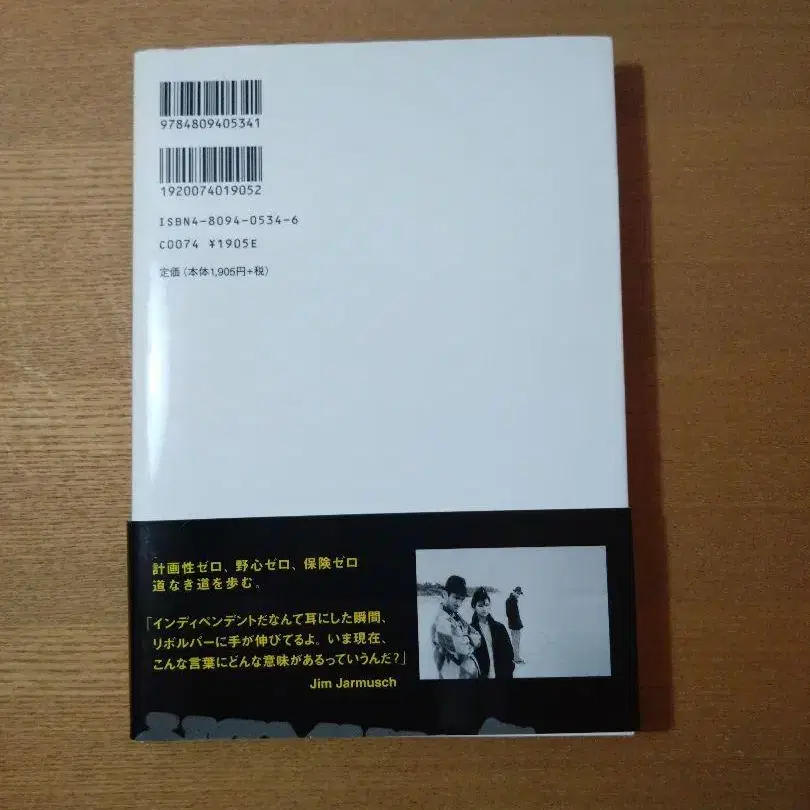 9784809405341
1920074019052
ISBN4-8094-0534-6
C0074 ¥1905E
定価（本体1,905円+税）
計画性ゼロ、野心ゼロ、保険ゼロ
道なき道を歩む。
「インディペンデントだなんて耳にした瞬間、
リボルバーに手が伸びてるよ。いま現在、
こんな言葉にどんな意味があるっていうんだ？」
Jim Jarmusch